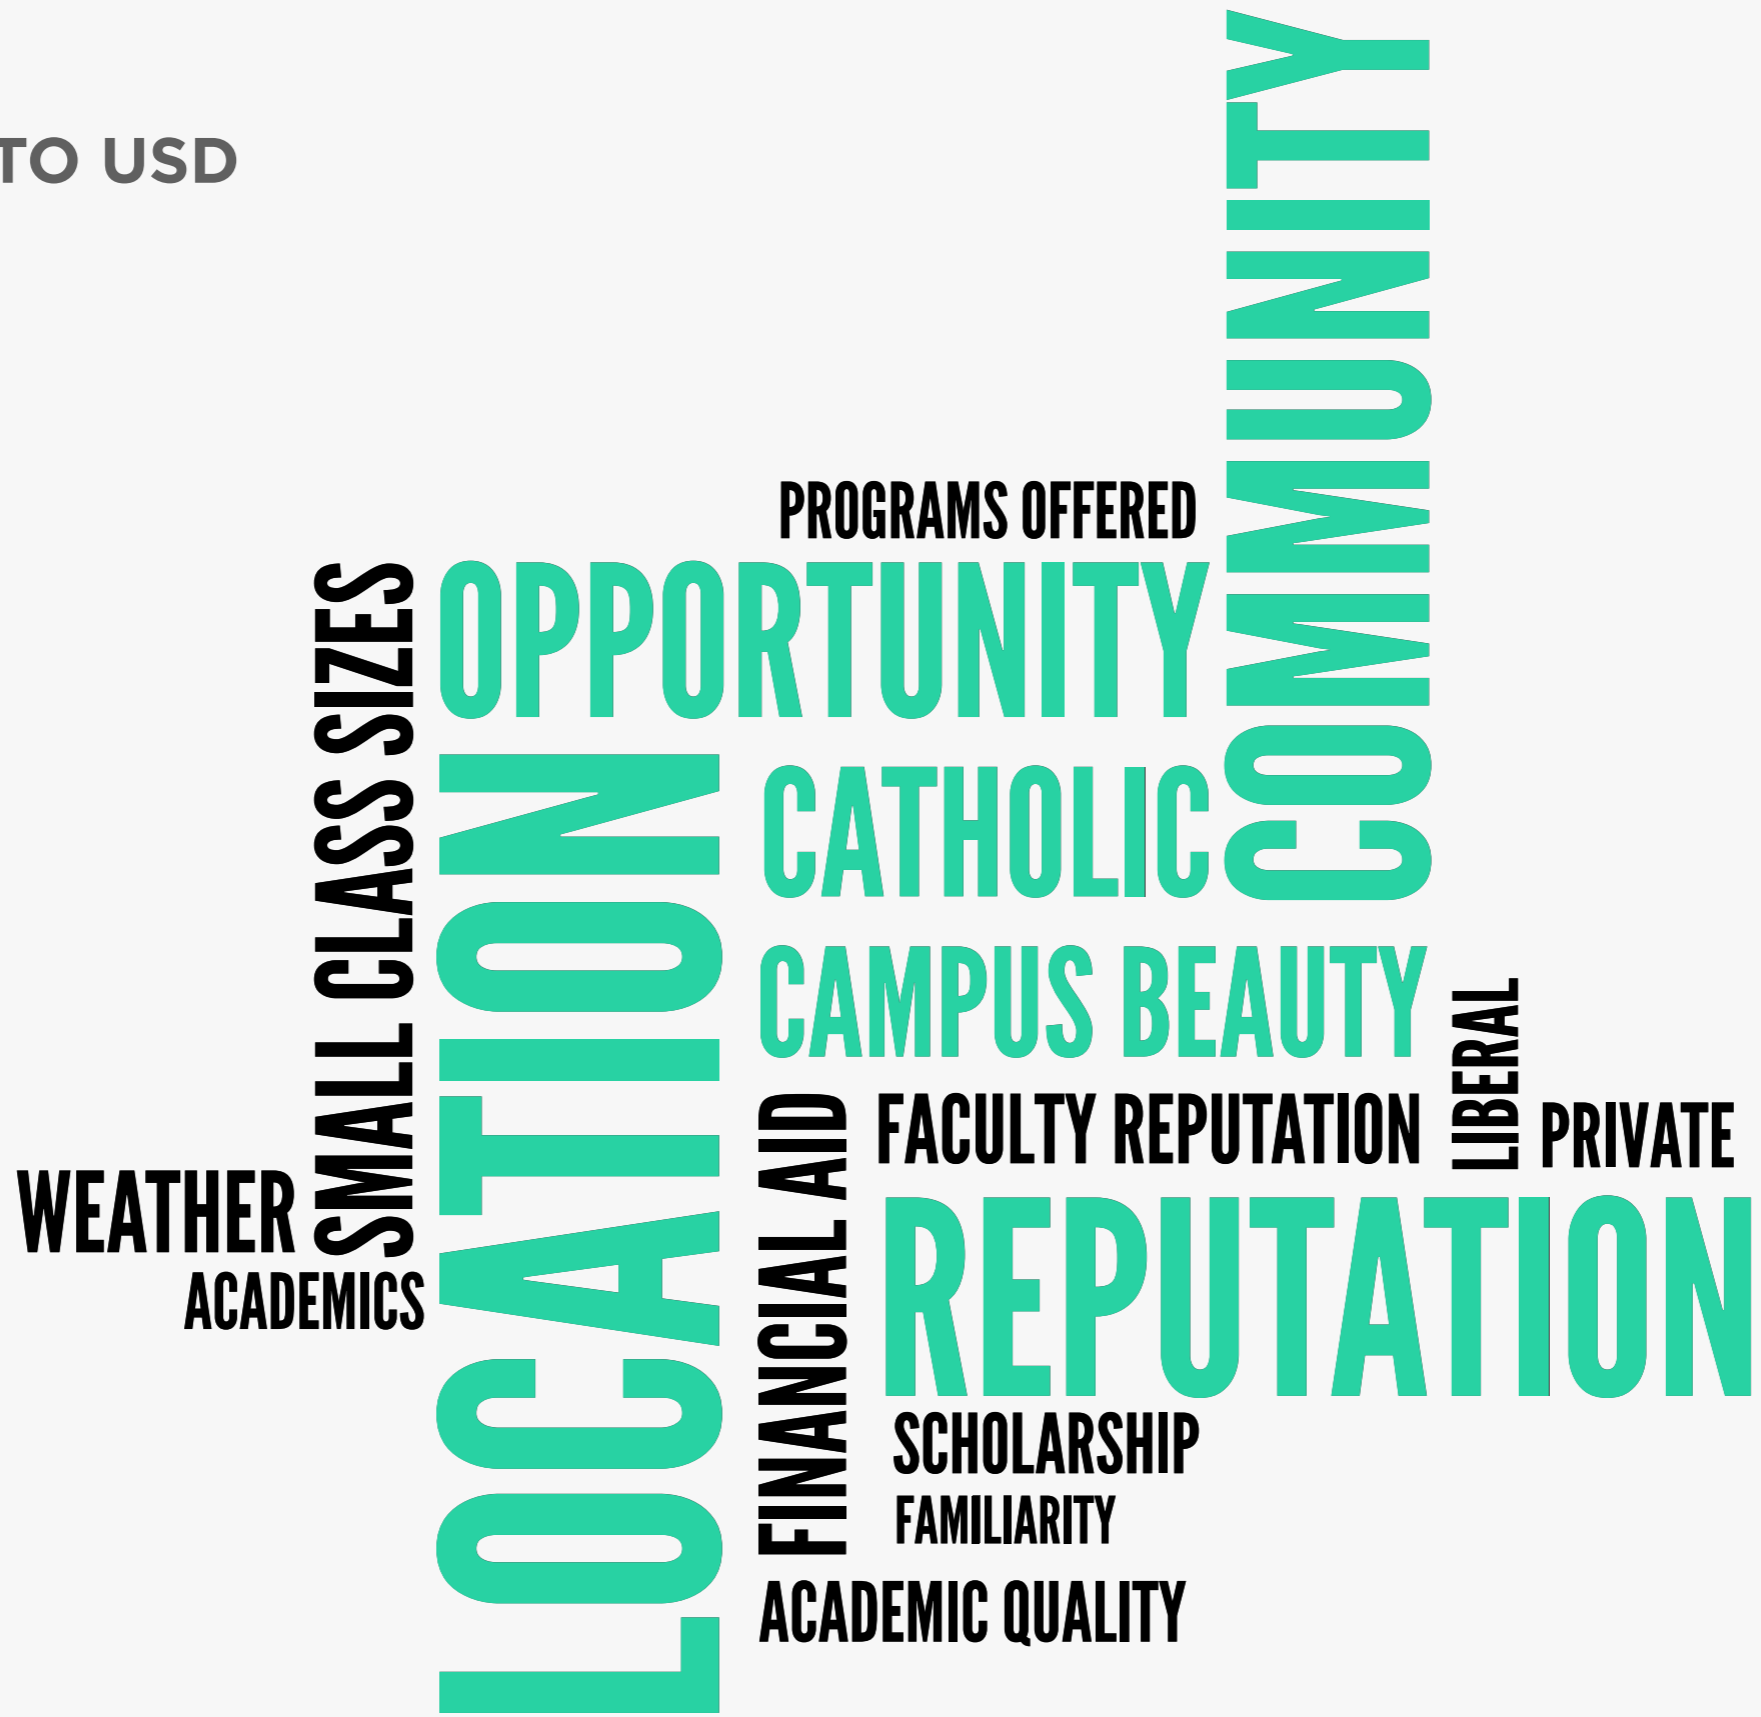 TO USD
COMMUNITY
PROGRAMS OFFERED
OPPORTUNITY
SMALL CLASS SIZES
LOCATION
CATHOLIC
CAMPUS BEAUTY
LIBERAL
FACULTY REPUTATION
PRIVATE
FINANCIAL AID
WEATHER
REPUTATION
ACADEMICS
SCHOLARSHIP
FAMILIARITY
ACADEMIC QUALITY